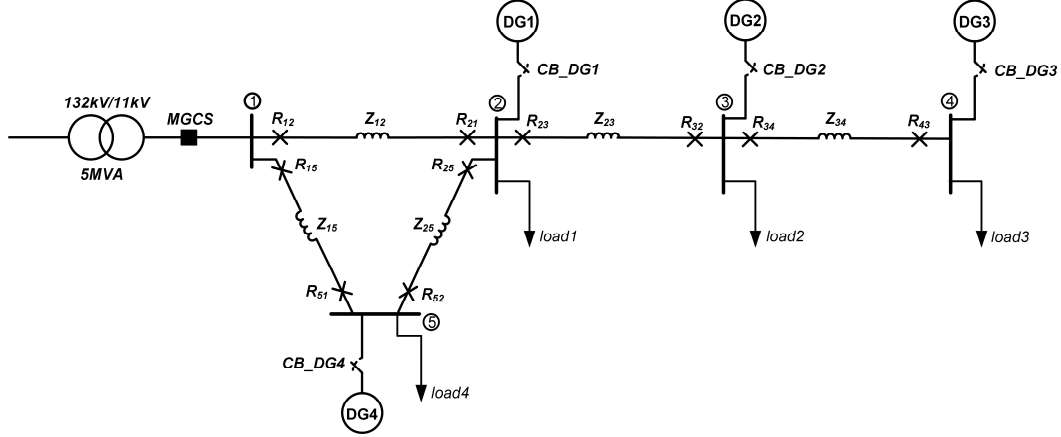 DG1
DG2
DG3
CB_DG1
CB_DG2
CB_DG3
132kV/11kV
MGCS
①
②
③
④
R12
Z12
R21
R23
Z23
R32
R34
Z34
R43
5MVA
R15
R25
Z15
Z25
load1
load2
load3
R51
R52
⑤
CB_DG4
load4
DG4